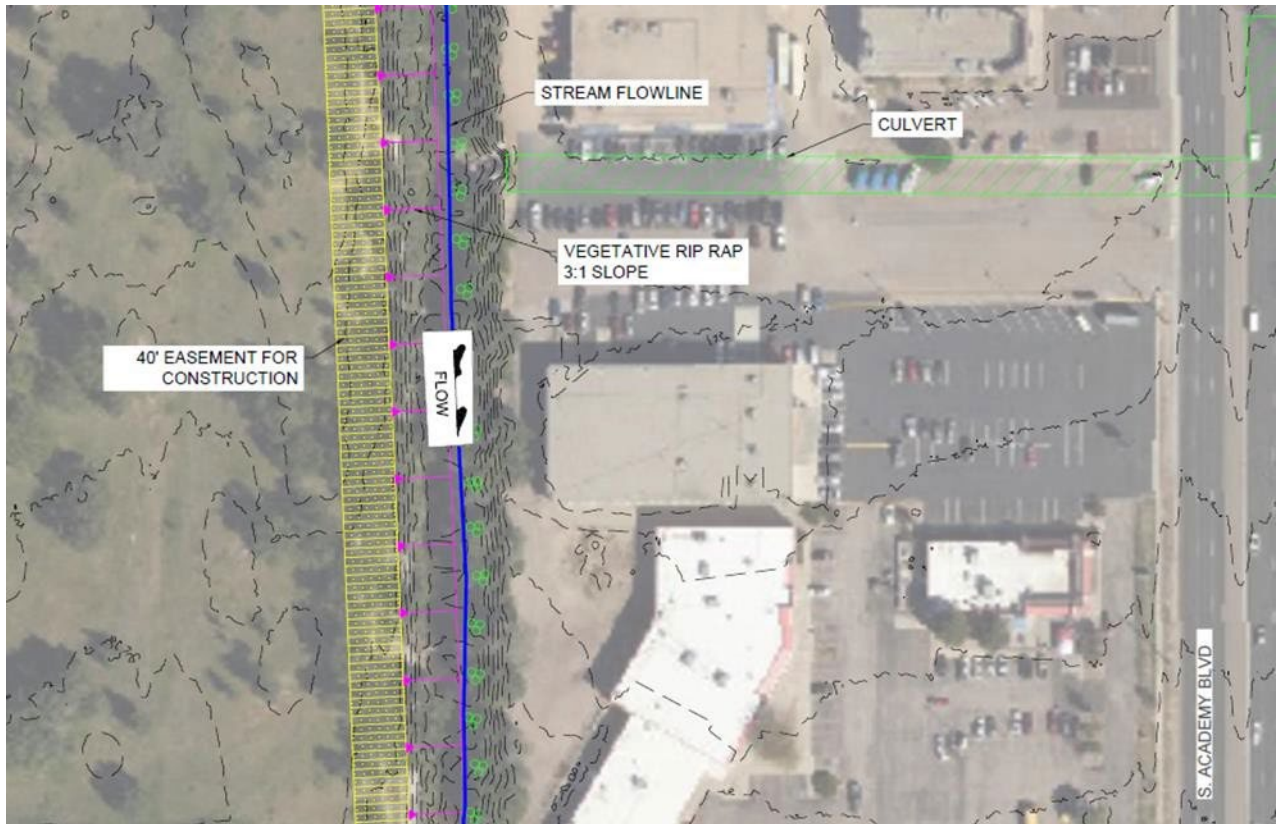 STREAM FLOWLINE
CULVERT
VEGETATIVE RIP RAP
3:1 SLOPE
40' EASEMENT FOR
CONSTRUCTION
FLOW
S. ACADEMY BLVD